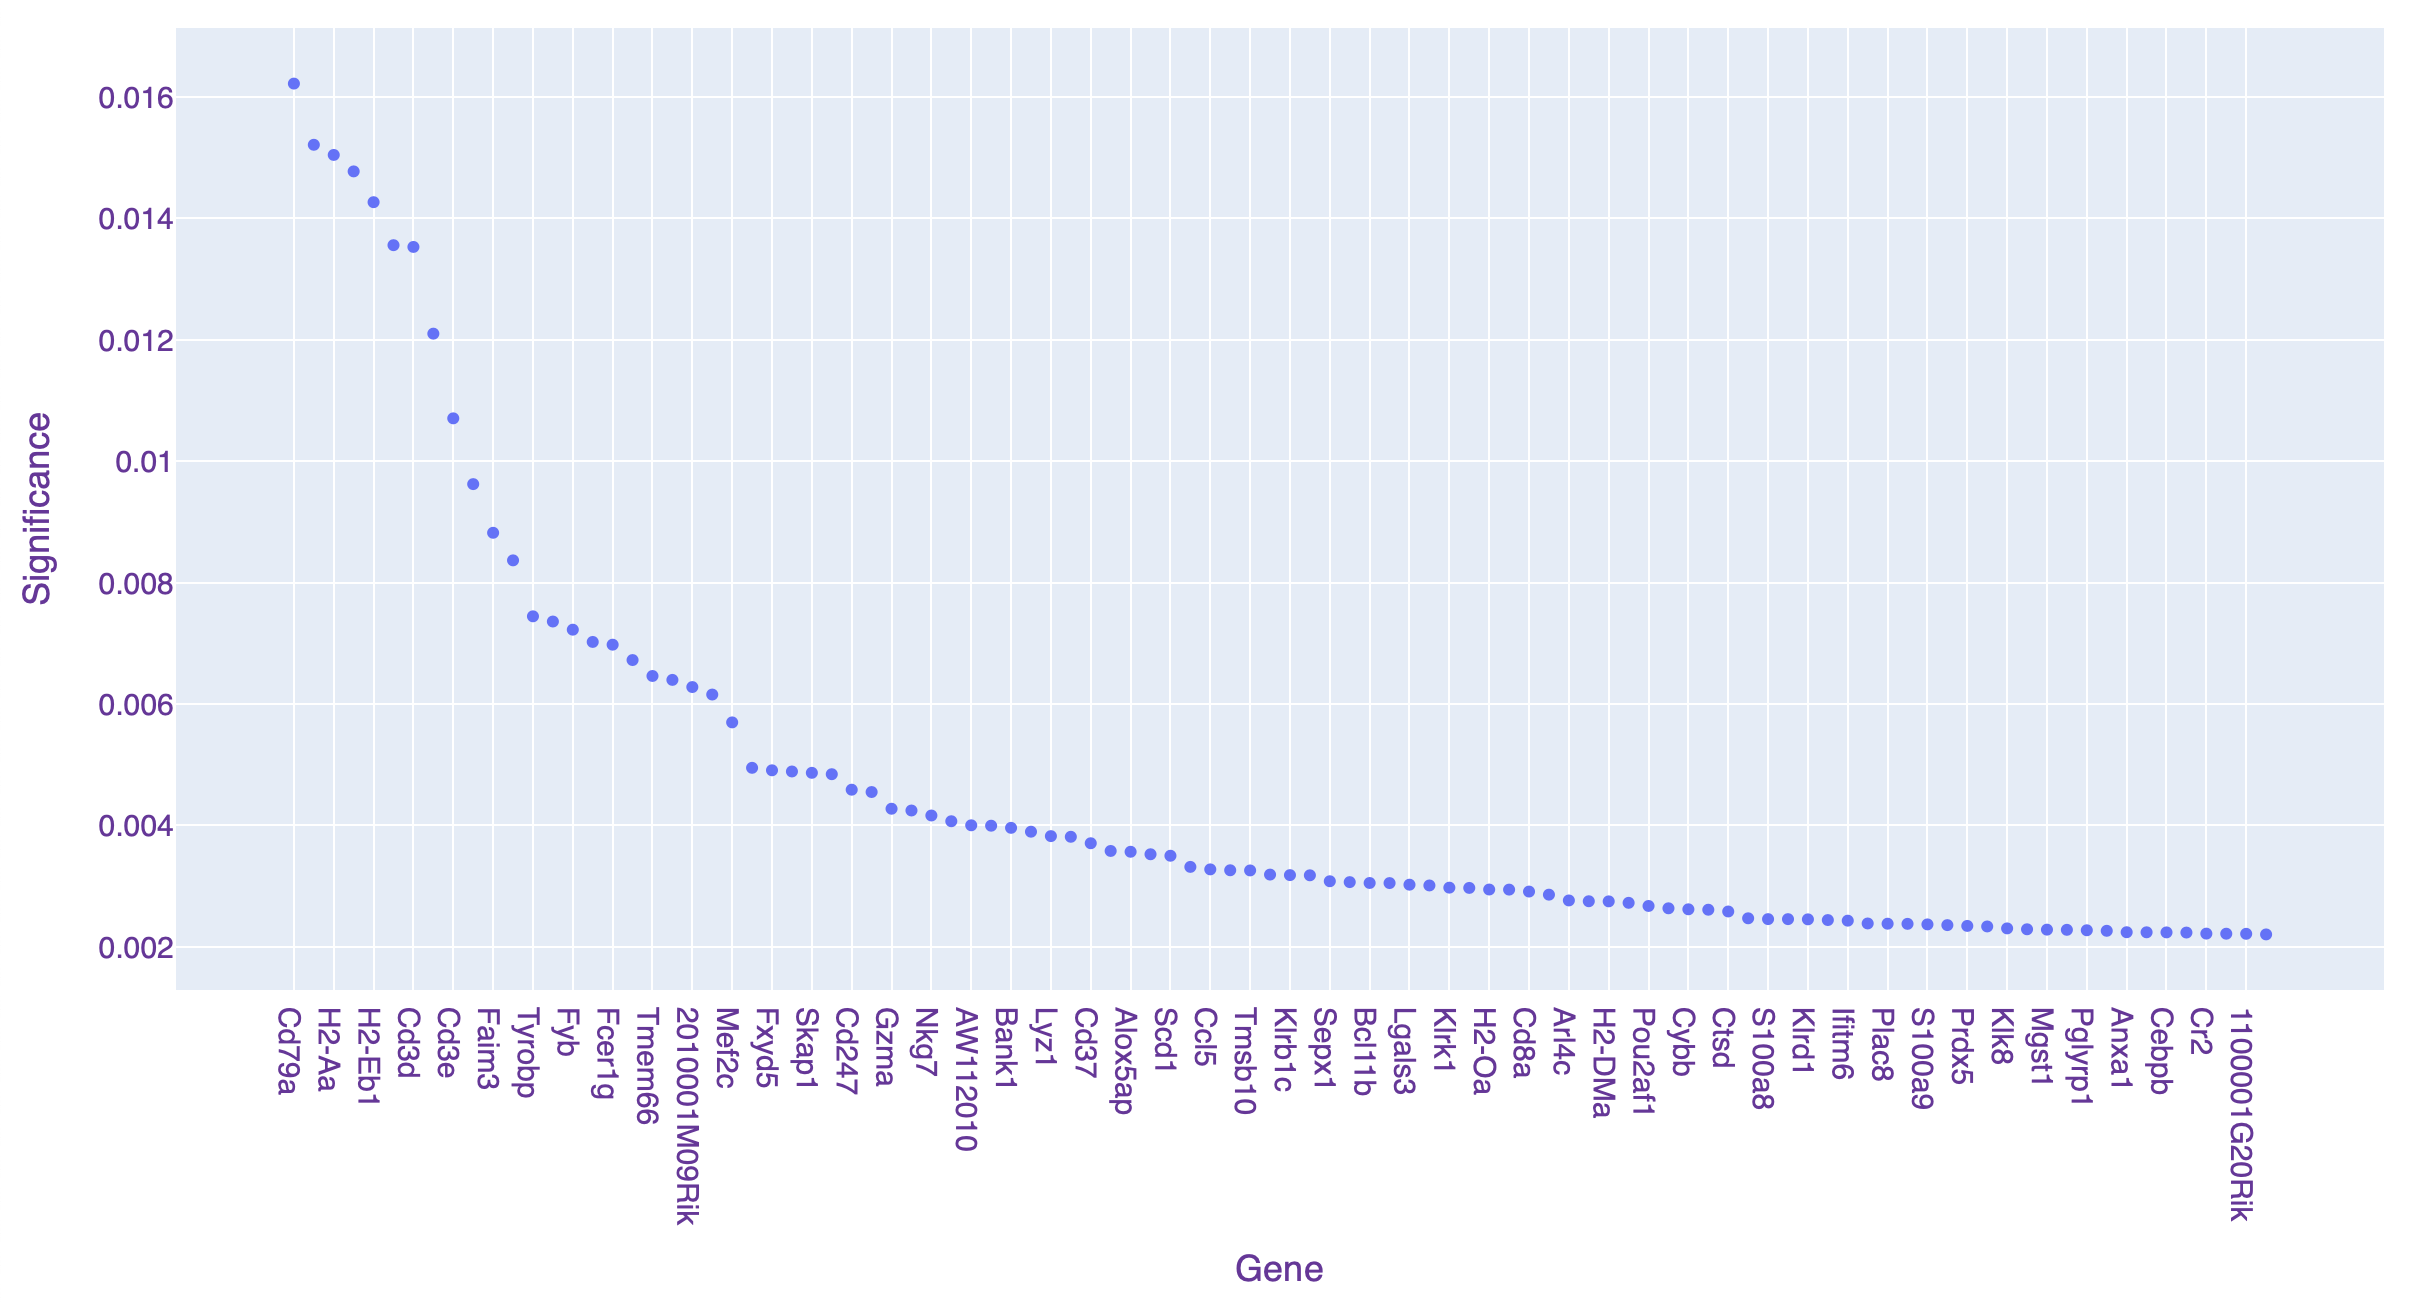 0.016
0.014
0.012
0.01
0.008
0.006
0.004
0.002
Significance
Cd79a
H2-Aa
H2-Eb1
Cd3d
Cd3e
Faim3
Tyrobp
Fyb
Fcer1g
Tmem66
2010001M09Rik
Mef2c
Fxyd5
Skap1
Cd247
Gzma
Nkg7
AW112010
Bank1
Lyz1
Cd37
Alox5ap
Scd1
Ccl5
Tmsb10
Klrb1c
Sepx1
Bcl11b
Lgals3
Klrk1
H2-Oa
Cd8a
Arl4c
H2-DMa
Pou2af1
Cybb
Ctsd
S100a8
Klrd1
Ifitm6
Plac8
S100a9
Prdx5
Klk8
Mgst1
Pglyrp1
Anxa1
Cebpb
Cr2
1100001G20Rik
Gene